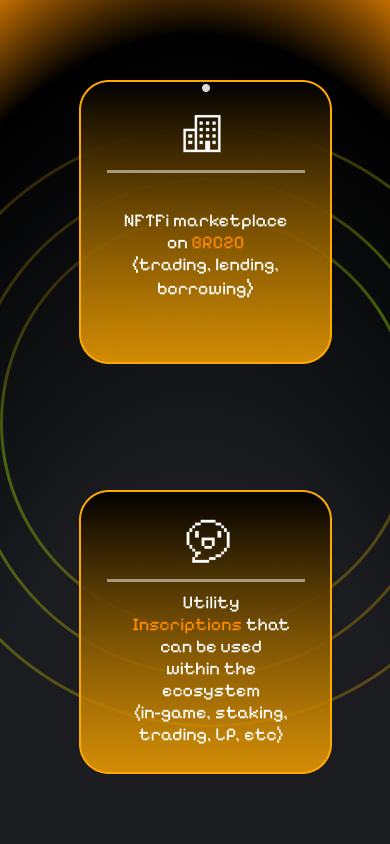 NFTFi marketplace
on BRC20
(trading, lending,
borrowing)
Utility
Inscriptions that
can be used
within the
ecosystem
(in-game, staking,
trading, LP, etc)